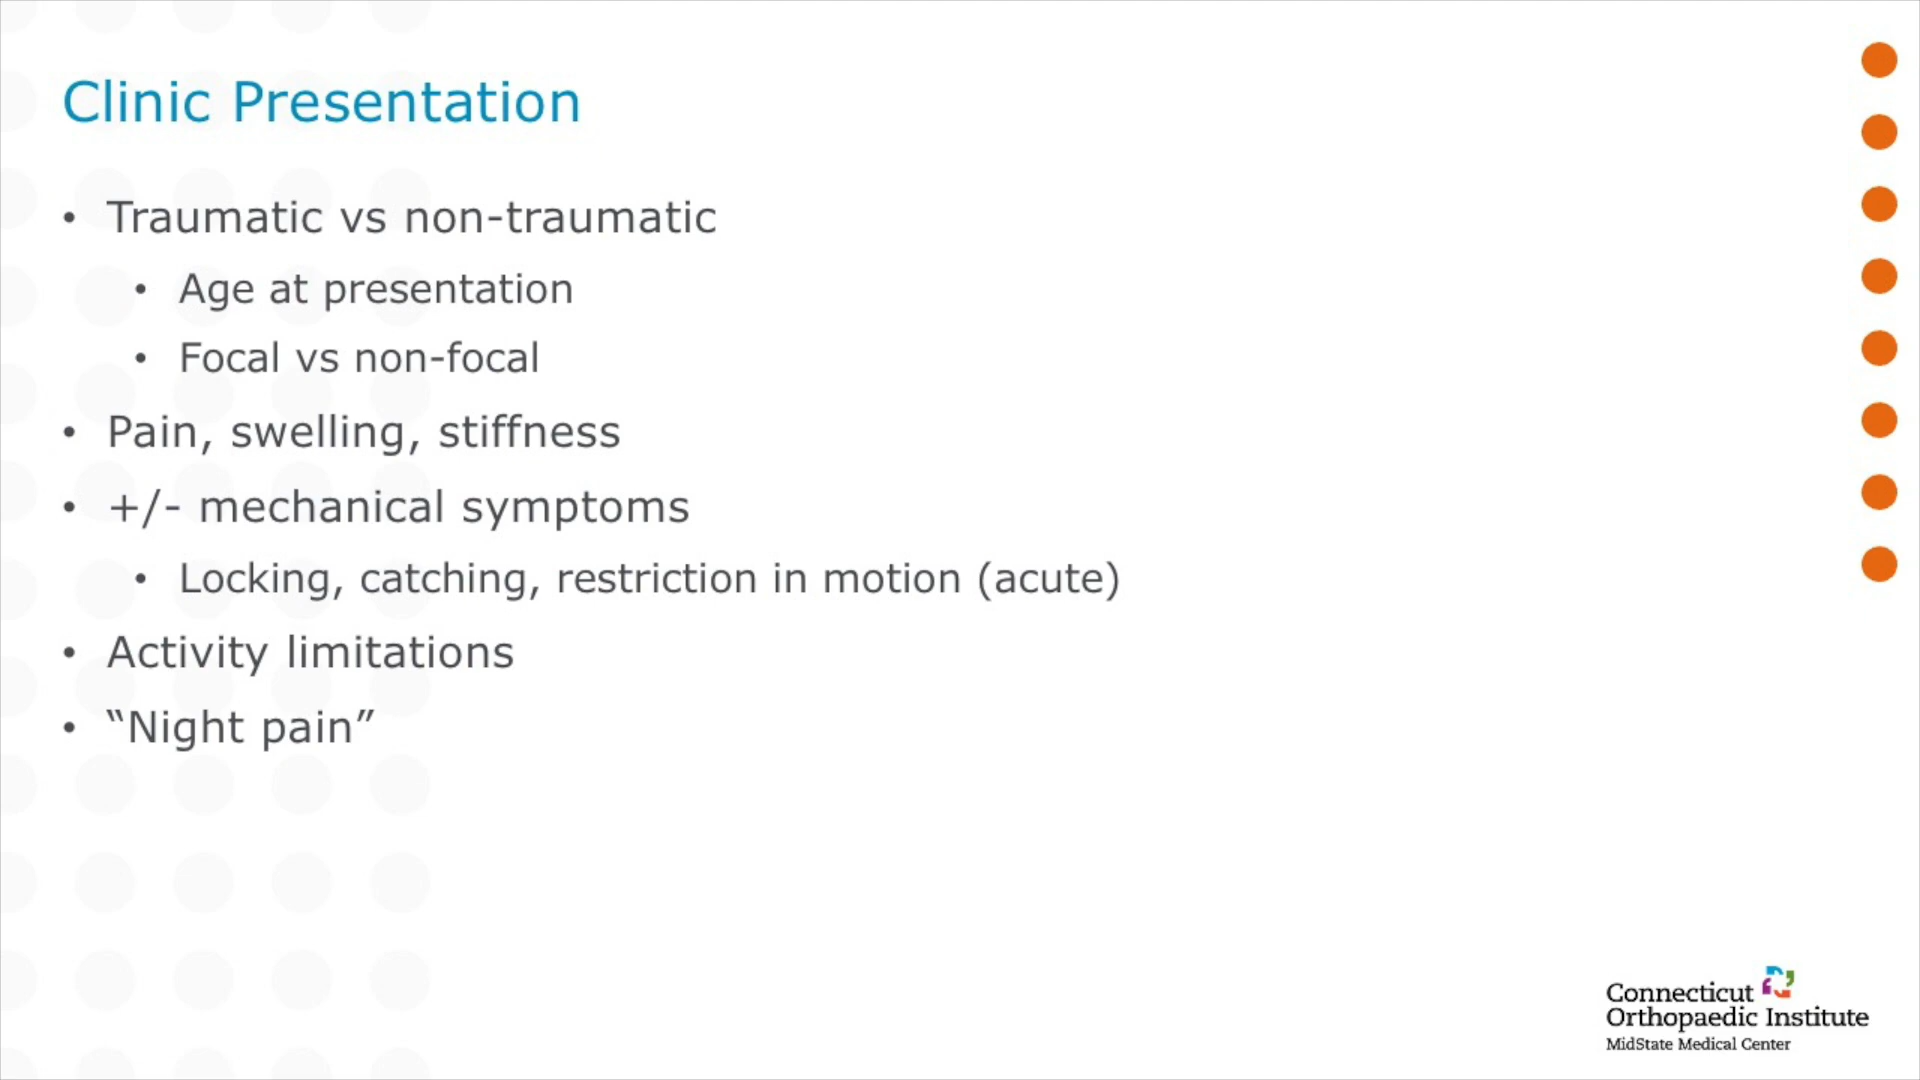 Clinic Presentation
• Traumatic vs non-traumatic
• Age at presentation
• Focal vs non-focal
• Pain, swelling, stiffness
• +/- mechanical symptoms
• Locking, catching, restriction in motion (acute)
• Activity limitations
• “Night pain”
Connecticut
Orthopaedic Institute
MidState Medical Center